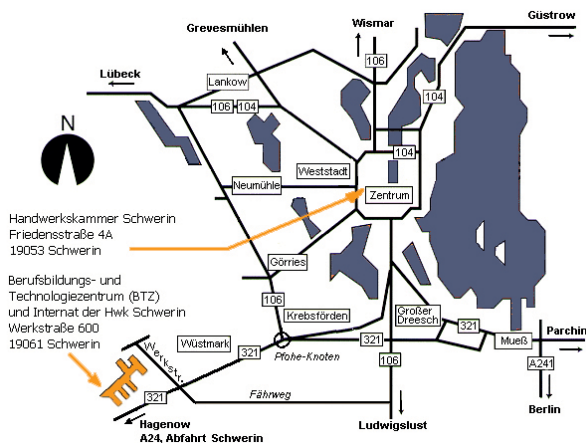 Güstrow
Wismar
Grevesmühlen
106
Lankow
Lübeck
104
106 104
N
104
Weststadt
Neumühle
Zentrum
Handwerkskammer Schwerin
Friedensstraße 4A
19053 Schwerin
Görries
Berufsbildungs- und
Technologiezentrum (BTZ)
und Internat der Hwk Schwerin
Werkstraße 600
19061 Schwerin
106
Krebsförden
Großer
Dreesch
321
Parchim
Wüstmark
321
Pfohe-Knoten
321
Mueß
Werkstr.
106
A241
321
Fährweg
Berlin
Hagenow
A24, Abfahrt Schwerin
Ludwigslust